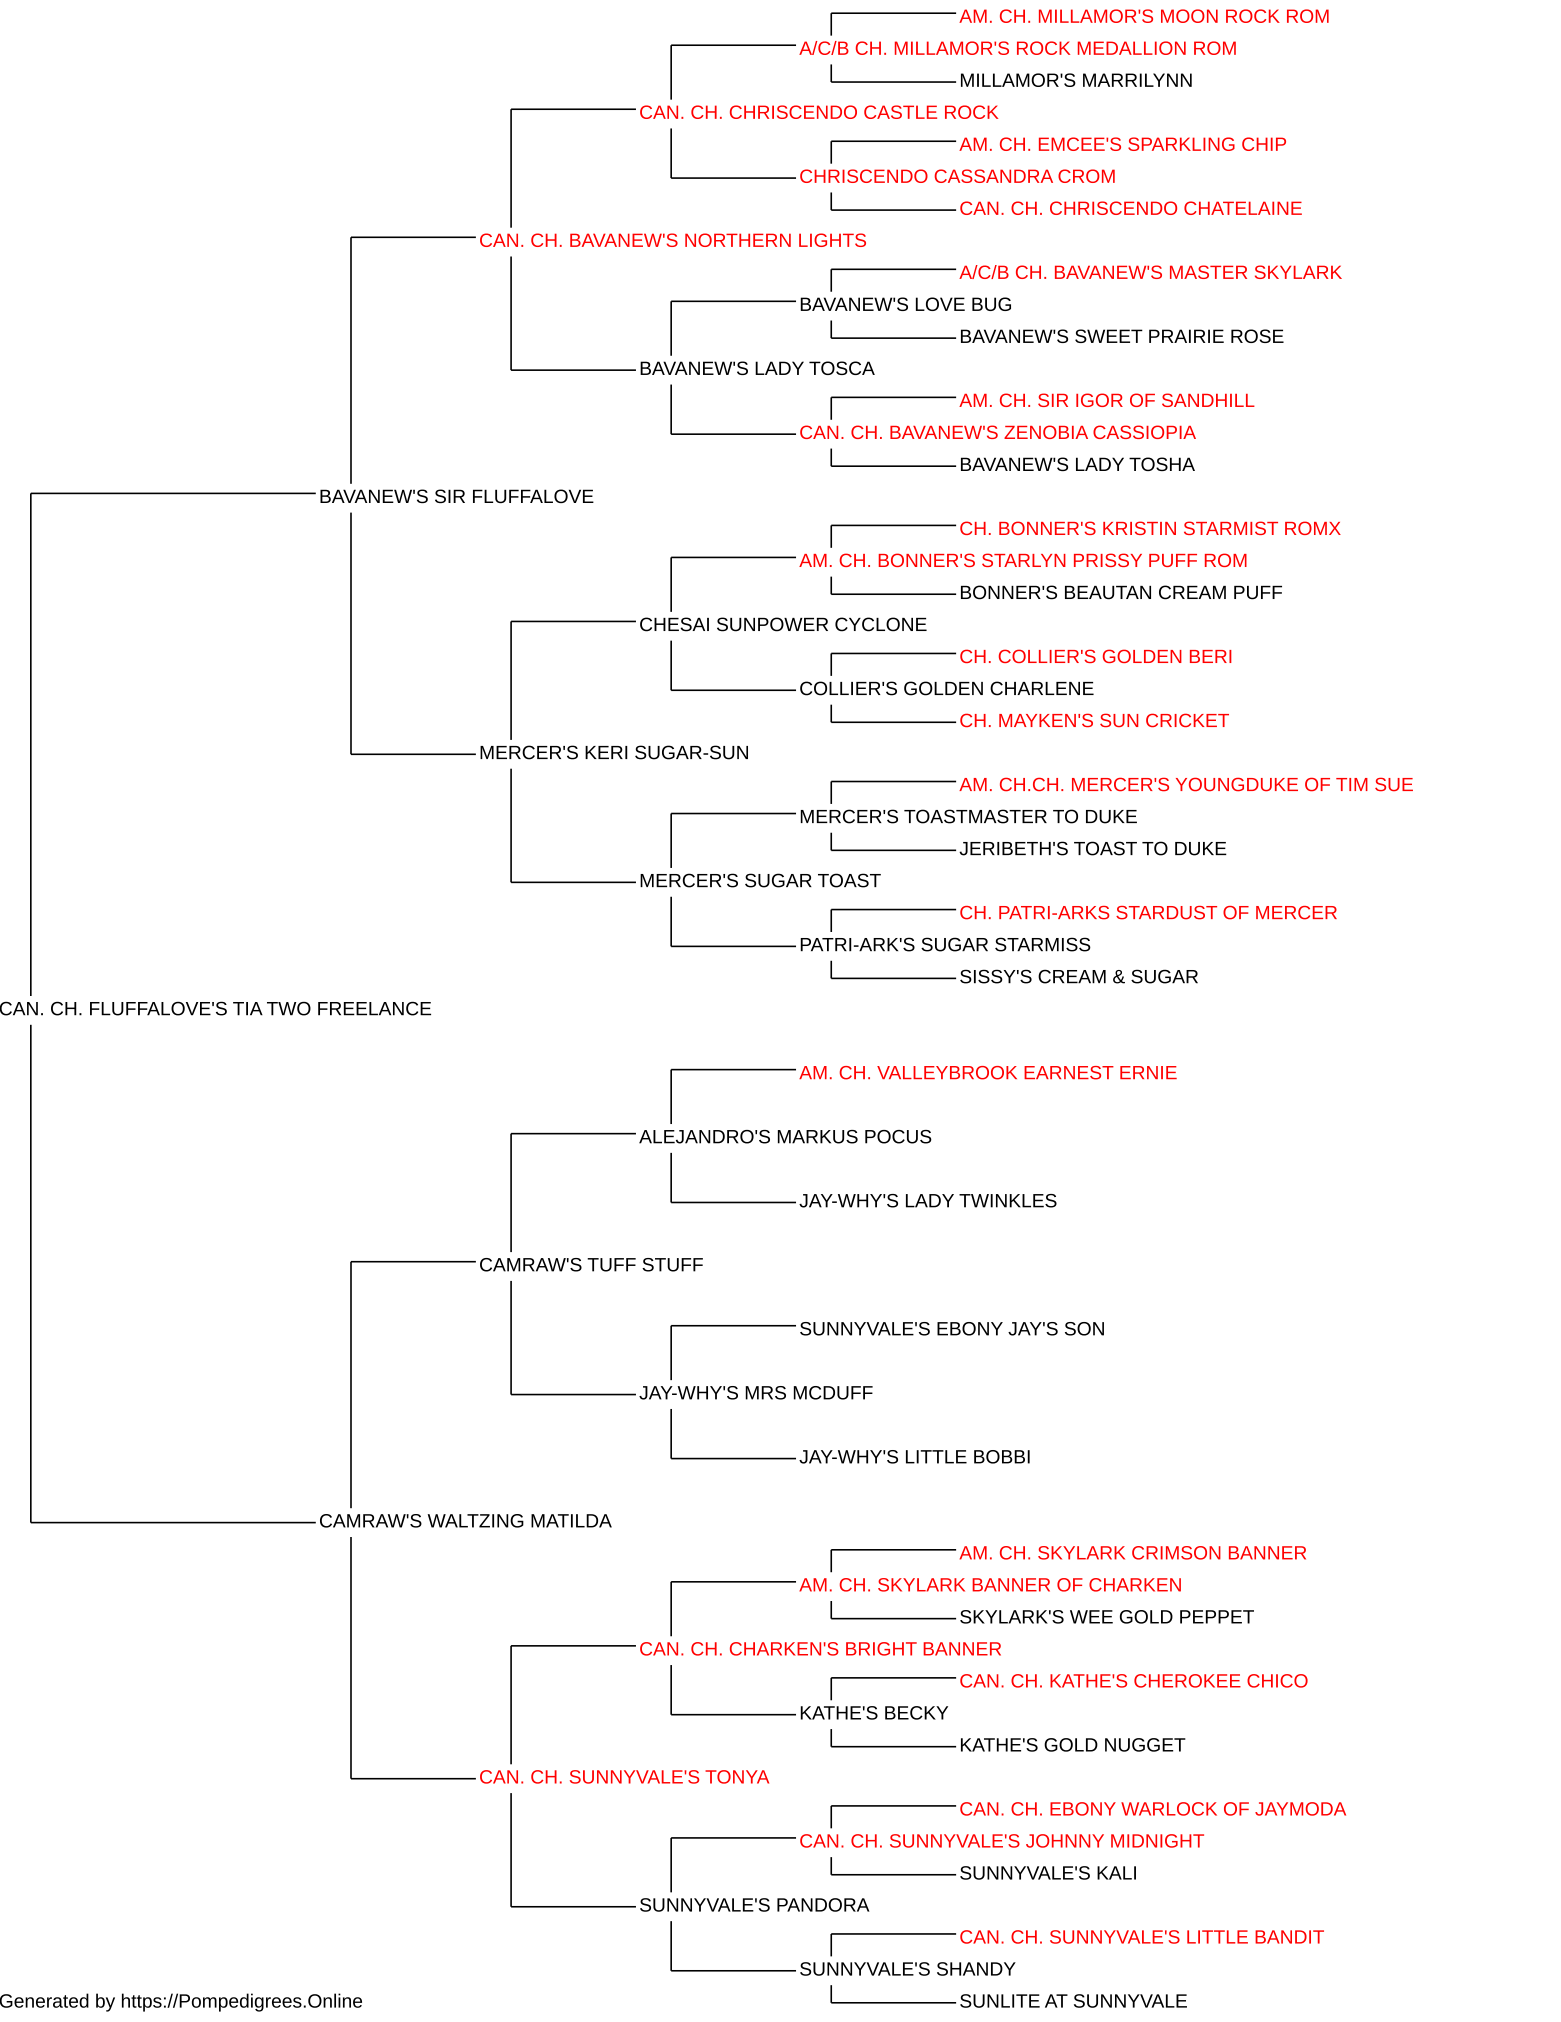 AM. CH. MILLAMOR'S MOON ROCK ROM
A/C/B CH. MILLAMOR'S ROCK MEDALLION ROM
MILLAMOR'S MARRILYNN
CAN. CH. CHRISCENDO CASTLE ROCK
AM. CH. EMCEE'S SPARKLING CHIP
CHRISCENDO CASSANDRA CROM
CAN. CH. CHRISCENDO CHATELAINE
CAN. CH. BAVANEW'S NORTHERN LIGHTS
A/C/B CH. BAVANEW'S MASTER SKYLARK
BAVANEW'S LOVE BUG
BAVANEW'S SWEET PRAIRIE ROSE
BAVANEW'S LADY TOSCA
AM. CH. SIR IGOR OF SANDHILL
CAN. CH. BAVANEW'S ZENOBIA CASSIOPIA
BAVANEW'S LADY TOSHA
BAVANEW'S SIR FLUFFALOVE
CH. BONNER'S KRISTIN STARMIST ROMX
AM. CH. BONNER'S STARLYN PRISSY PUFF ROM
BONNER'S BEAUTAN CREAM PUFF
CHESAI SUNPOWER CYCLONE
CH. COLLIER'S GOLDEN BERI
COLLIER'S GOLDEN CHARLENE
CH. MAYKEN'S SUN CRICKET
MERCER'S KERI SUGAR-SUN
AM. CH.CH. MERCER'S YOUNGDUKE OF TIM SUE
MERCER'S TOASTMASTER TO DUKE
JERIBETH'S TOAST TO DUKE
MERCER'S SUGAR TOAST
CH. PATRI-ARKS STARDUST OF MERCER
PATRI-ARK'S SUGAR STARMISS
SISSY'S CREAM & SUGAR
CAN. CH. FLUFFALOVE'S TIA TWO FREELANCE
AM. CH. VALLEYBROOK EARNEST ERNIE
ALEJANDRO'S MARKUS POCUS
JAY-WHY'S LADY TWINKLES
CAMRAW'S TUFF STUFF
SUNNYVALE'S EBONY JAY'S SON
JAY-WHY'S MRS MCDUFF
JAY-WHY'S LITTLE BOBBI
CAMRAW'S WALTZING MATILDA
AM. CH. SKYLARK CRIMSON BANNER
AM. CH. SKYLARK BANNER OF CHARKEN
SKYLARK'S WEE GOLD PEPPET
CAN. CH. CHARKEN'S BRIGHT BANNER
CAN. CH. KATHE'S CHEROKEE CHICO
KATHE'S BECKY
KATHE'S GOLD NUGGET
CAN. CH. SUNNYVALE'S TONYA
CAN. CH. EBONY WARLOCK OF JAYMODA
CAN. CH. SUNNYVALE'S JOHNNY MIDNIGHT
SUNNYVALE'S KALI
SUNNYVALE'S PANDORA
CAN. CH. SUNNYVALE'S LITTLE BANDIT
SUNNYVALE'S SHANDY
SUNLITE AT SUNNYVALE
Generated by https://Pompedigrees.Online